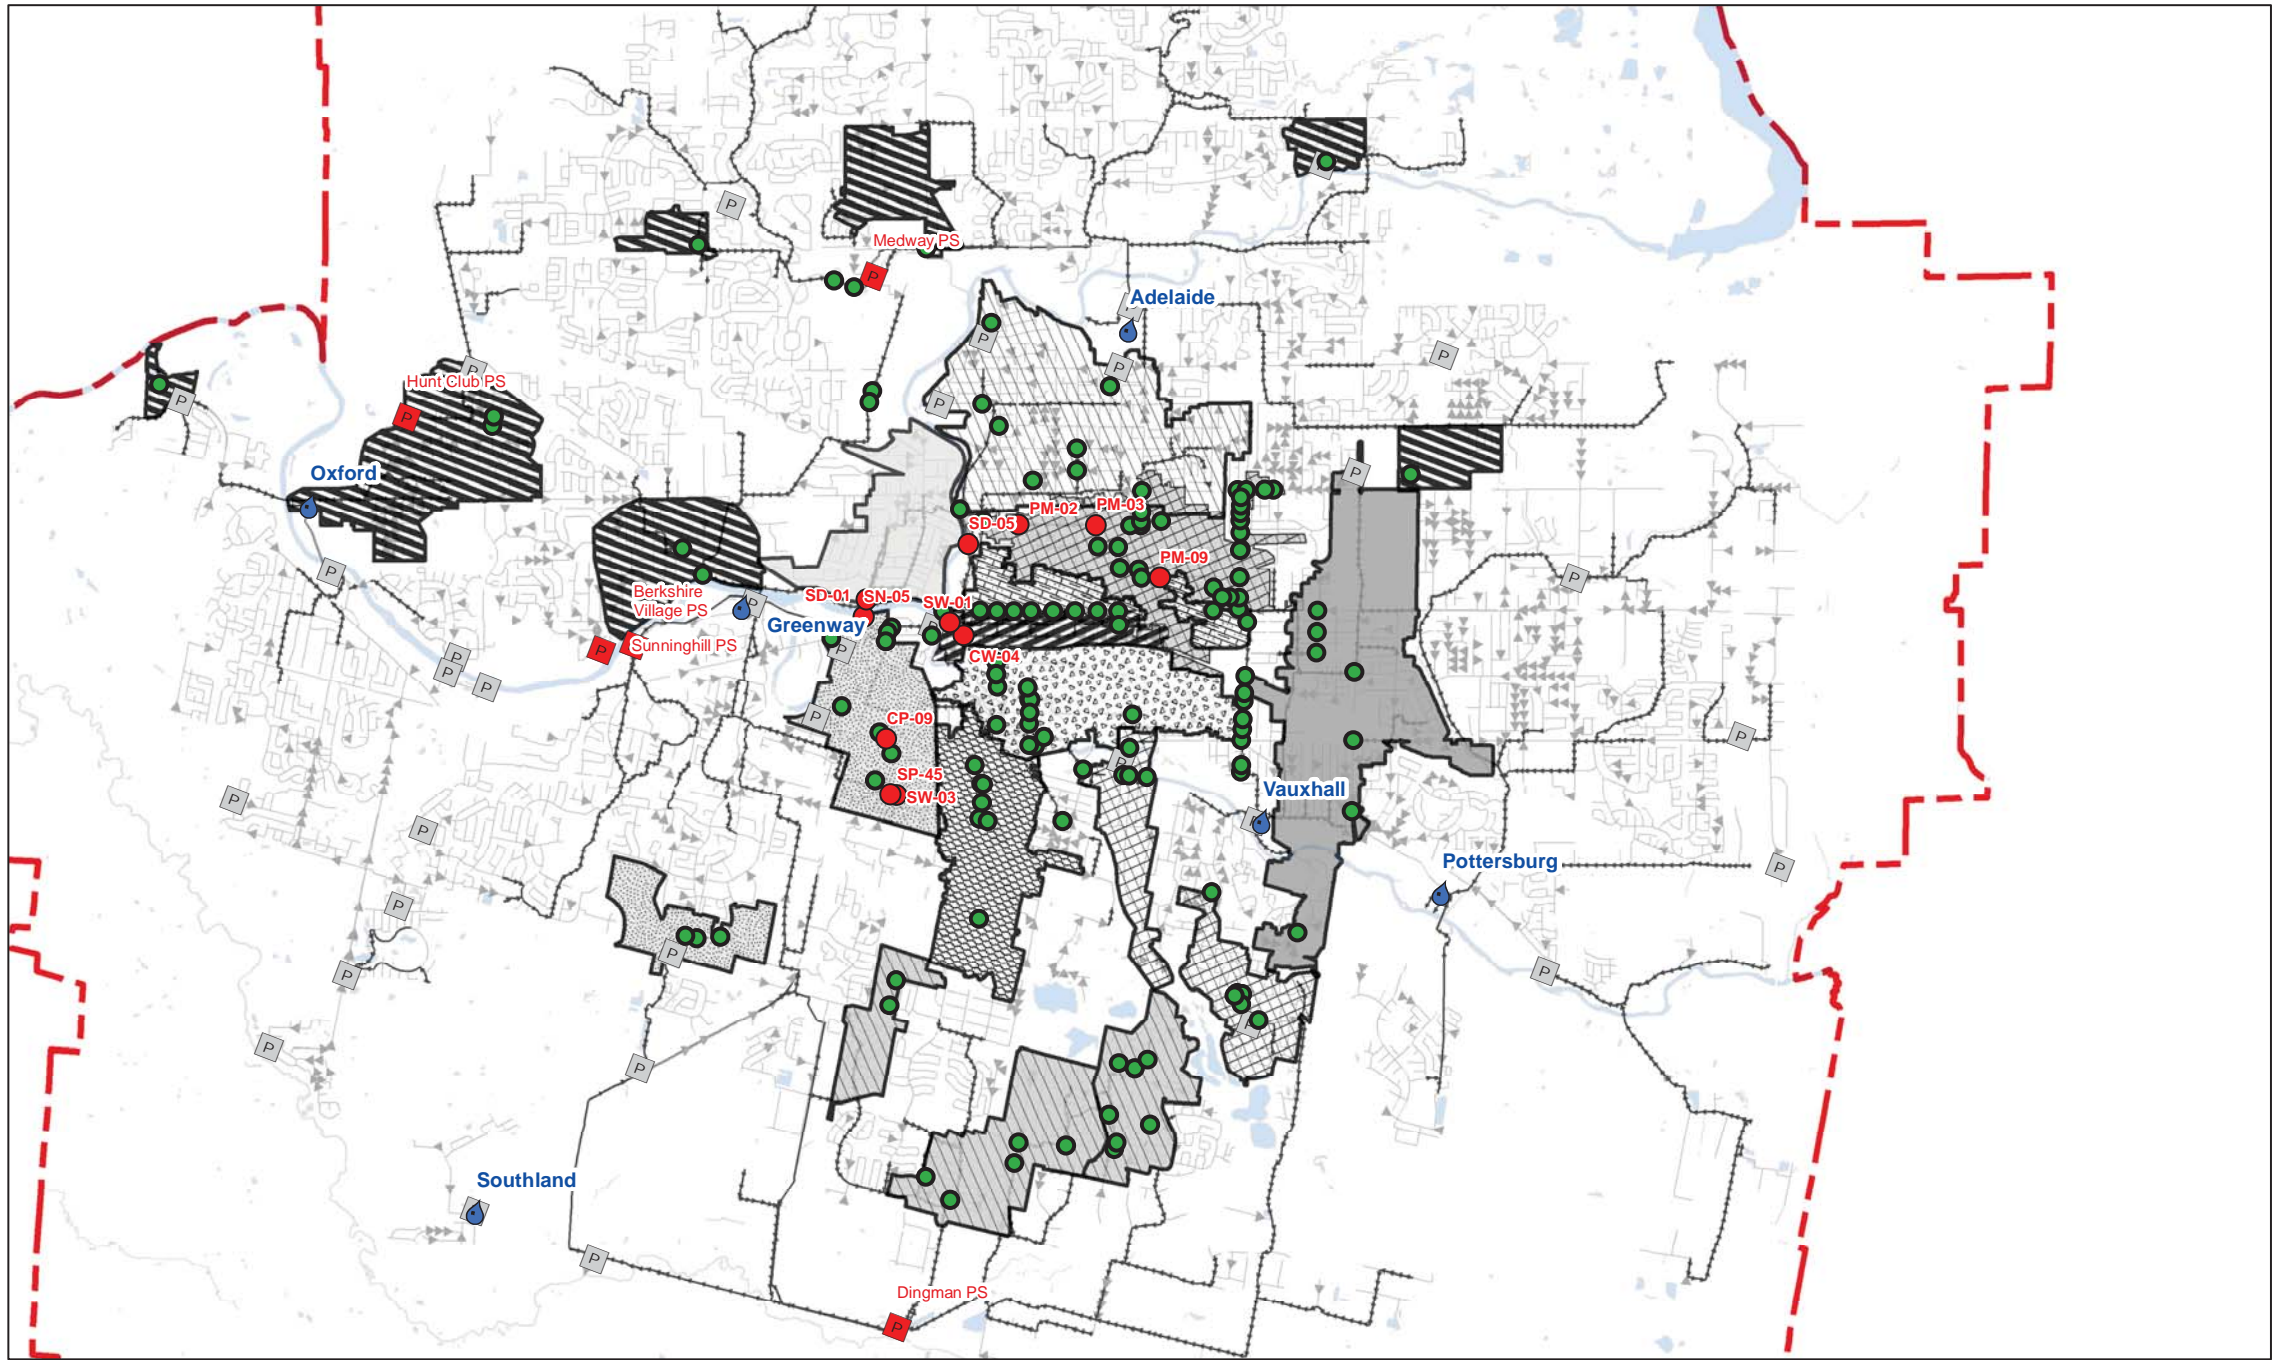 P
P
Medway PS
P
Adelaide
P
P
P
P
P
Hunt Club PS
P
P
P
Oxford
P
PM-02
PM-03
SD-05
PM-09
P
P
Berkshire
Village PS
P
SD-01
SN-05
SW-01
Greenway
P
P
Sunninghill PS
P
CW-04
P
P
P
P
CP-09
P
P
SP-45
SW-03
Vauxhall
P
P
Pottersburg
P
P
P
P
P
P
P
Southland
P
Dingman PS
P